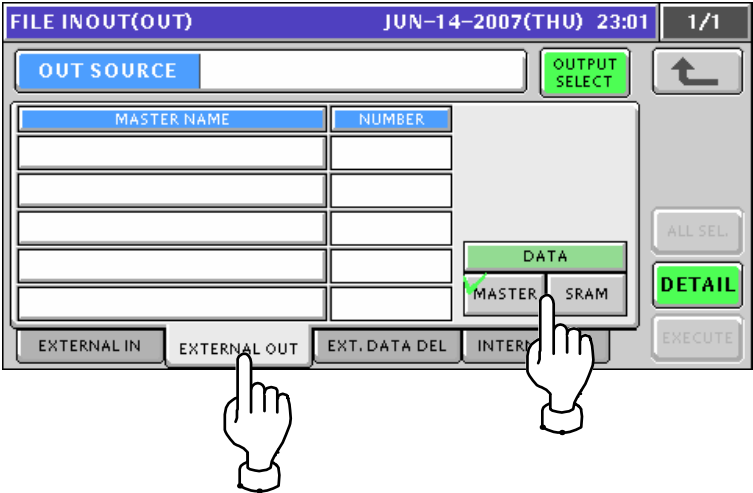 FILE INOUT(OUT) JUN-14-2007(THU) 23:01 1/1
OUT SOURCE
OUTPUT
SELECT
MASTER NAME NUMBER
ALL SEL.
DATA
MASTER SRAM
DETAIL
EXTERNAL IN EXTERNAL OUT EXT. DATA DEL
EXECUTE